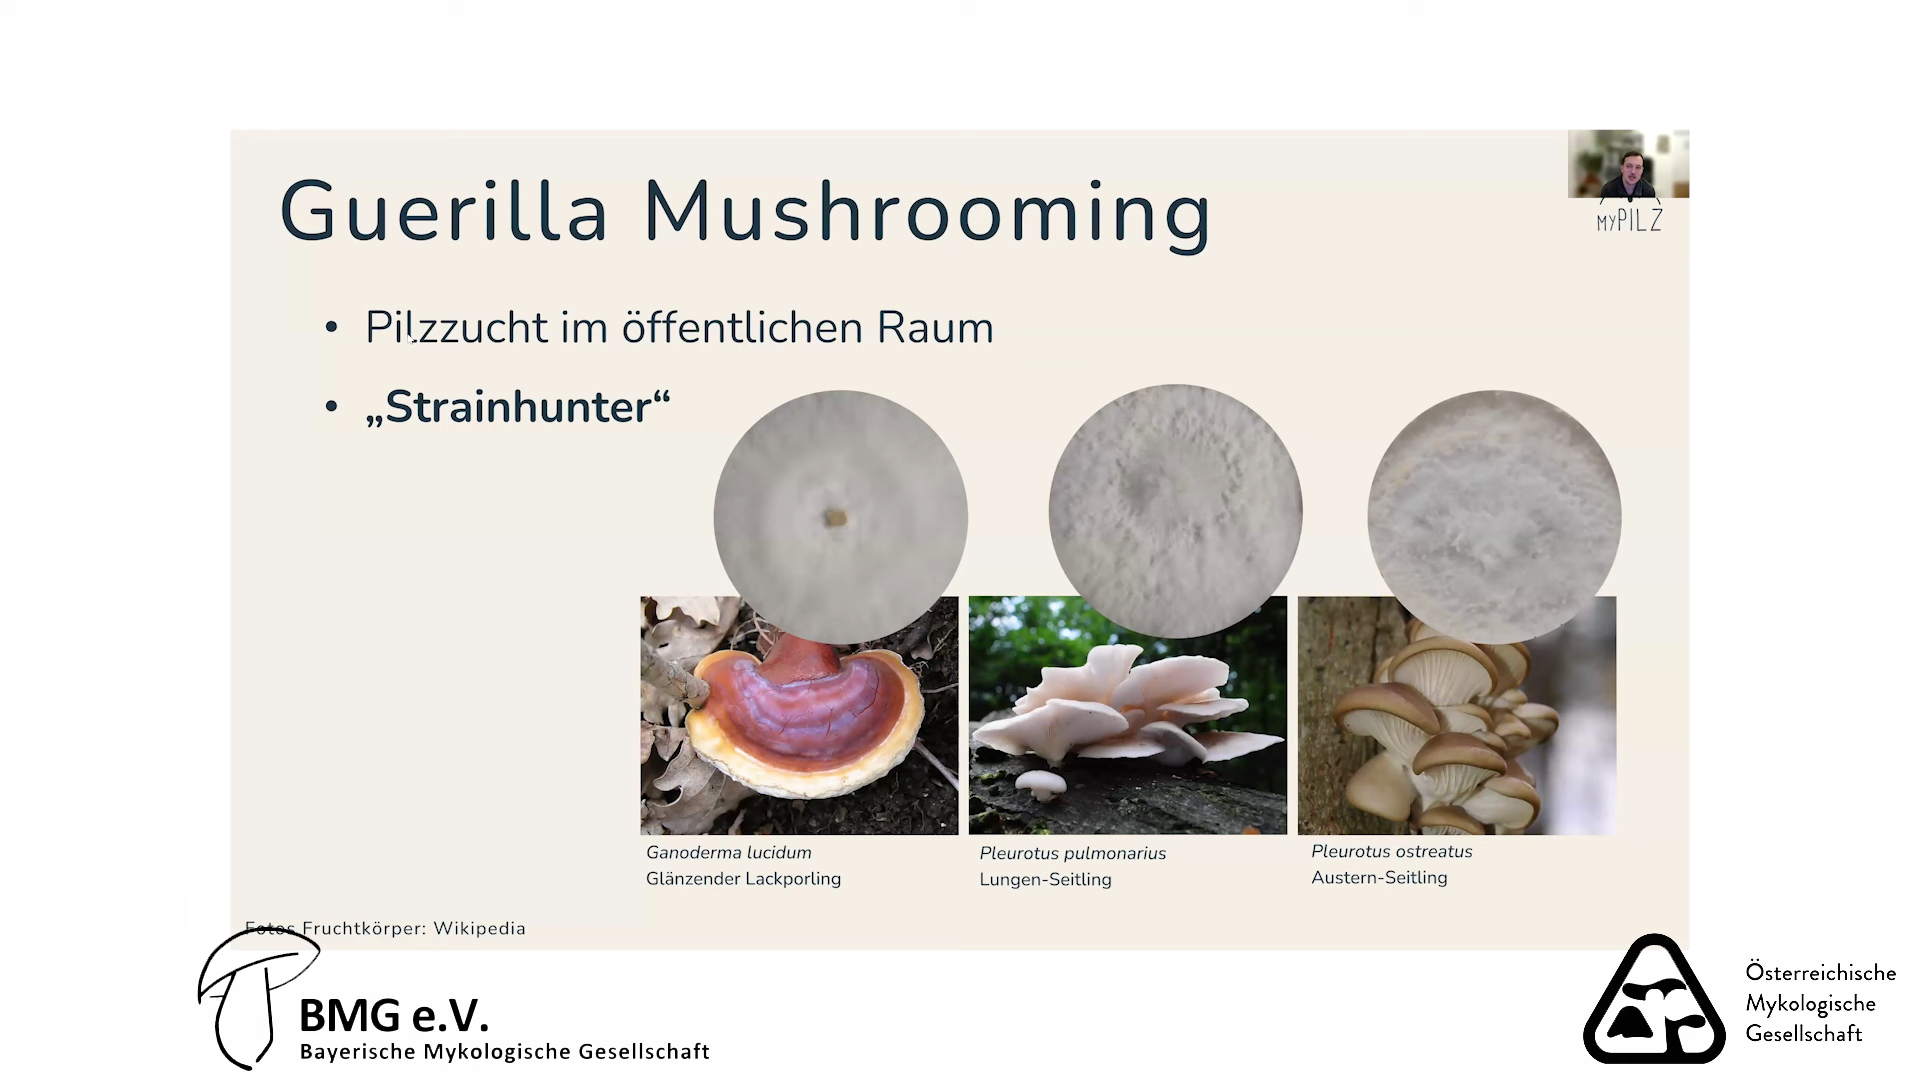 Guerilla Mushrooming
MYPILZ
• Pilzzucht im öffentlichen Raum
• „Strainhunter“
Ganoderma lucidum
Glänzender Lackporling
Pleurotus pulmonarius
Lungen-Seitling
Pleurotus ostreatus
Austern-Seitling
Fotos Fruchtkörper: Wikipedia
BMG e.V.
Bayerische Mykologische Gesellschaft
Österreichische
Mykologische
Gesellschaft